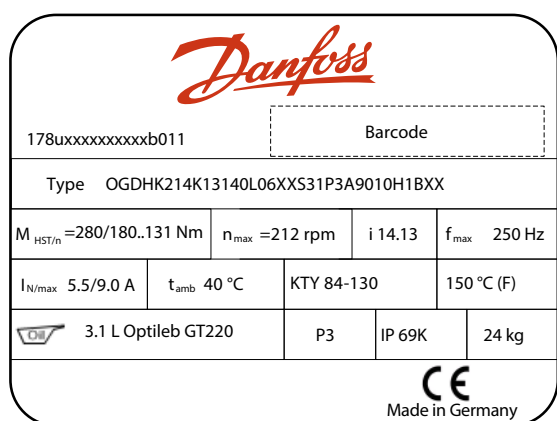 Danfoss
178uxxxxxxxxxxb011
Barcode
Type OGDHK214K13140L06XXS31P3A9010H1BXX
M HST/n =280/180..131 Nm n max =212 rpm i 14.13 f max 250 Hz
I N/max 5.5/9.0 A t amb 40 °C KTY 84-130 150 °C (F)
Oil 3.1 L Optileb GT220 P3 IP 69K 24 kg
CE
Made in Germany